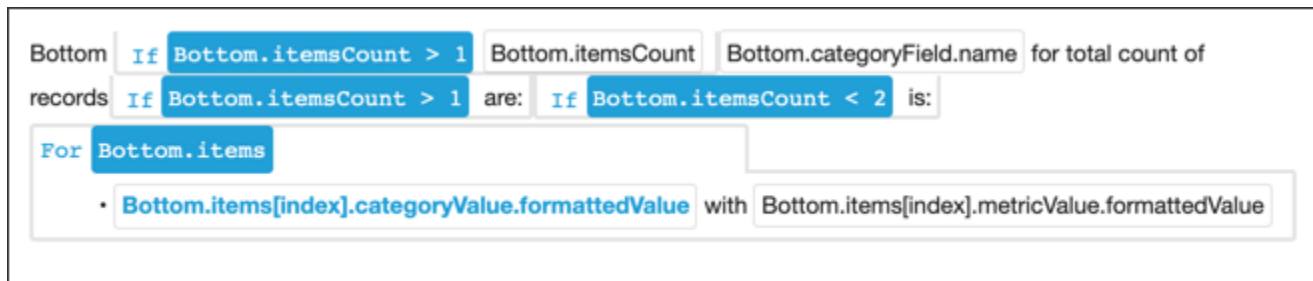 Bottom If Bottom.itemsCount > 1 Bottom.itemsCount Bottom.categoryField.name for total count of
records If Bottom.itemsCount > 1 are: If Bottom.itemsCount < 2 is:
For Bottom.items
• Bottom.items[index].categoryValue.formattedValue with Bottom.items[index].metricValue.formattedValue